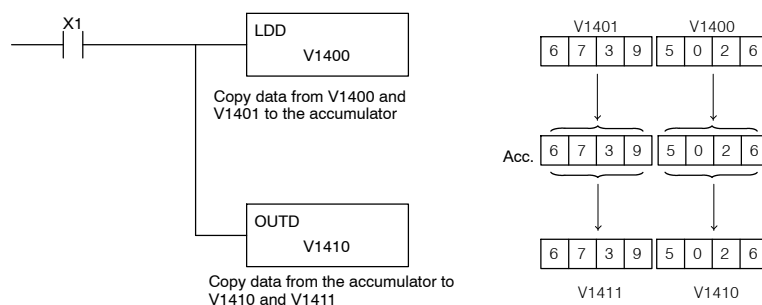 X1
LDD
V1400
Copy data from V1400 and
V1401 to the accumulator
OUTD
V1410
Copy data from the accumulator to
V1410 and V1411
V1401 V1400
6 7 3 9 5 0 2 6
Acc. 6 7 3 9 5 0 2 6
6 7 3 9 5 0 2 6
V1411 V1410